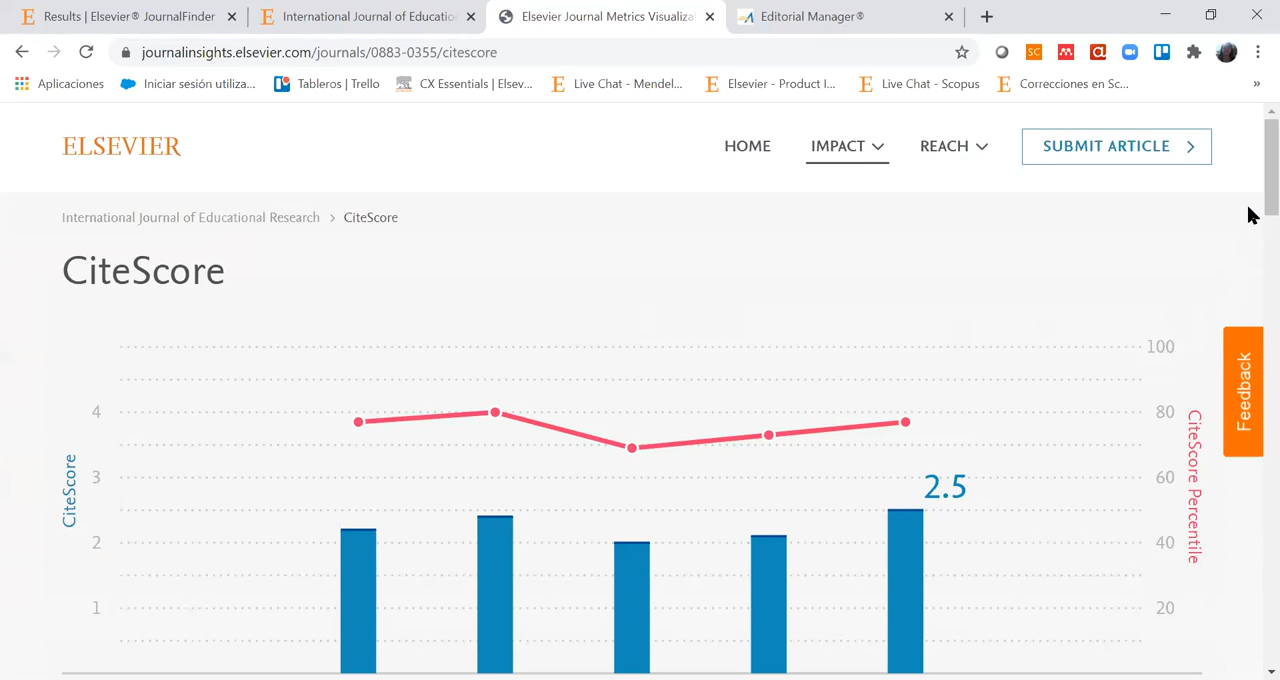 Results | Elsevier® JournalFinder
International Journal of Educatio
Elsevier Journal Metrics Visualiza
Editorial Manager®
journalinsights.elsevier.com/journals/0883-0355/citescore
Aplicaciones
Iniciar sesión utiliza...
Tableros | Trello
CX Essentials | Elsev...
Live Chat - Mendel...
Elsevier - Product I...
Live Chat - Scopus
Correcciones en Sc...
»
ELSEVIER
HOME
IMPACT
REACH
SUBMIT ARTICLE
International Journal of Educational Research > CiteScore
CiteScore
100
4
80
3
60
2
40
1
20
2.5
CiteScore
CiteScore Percentile
Feedback